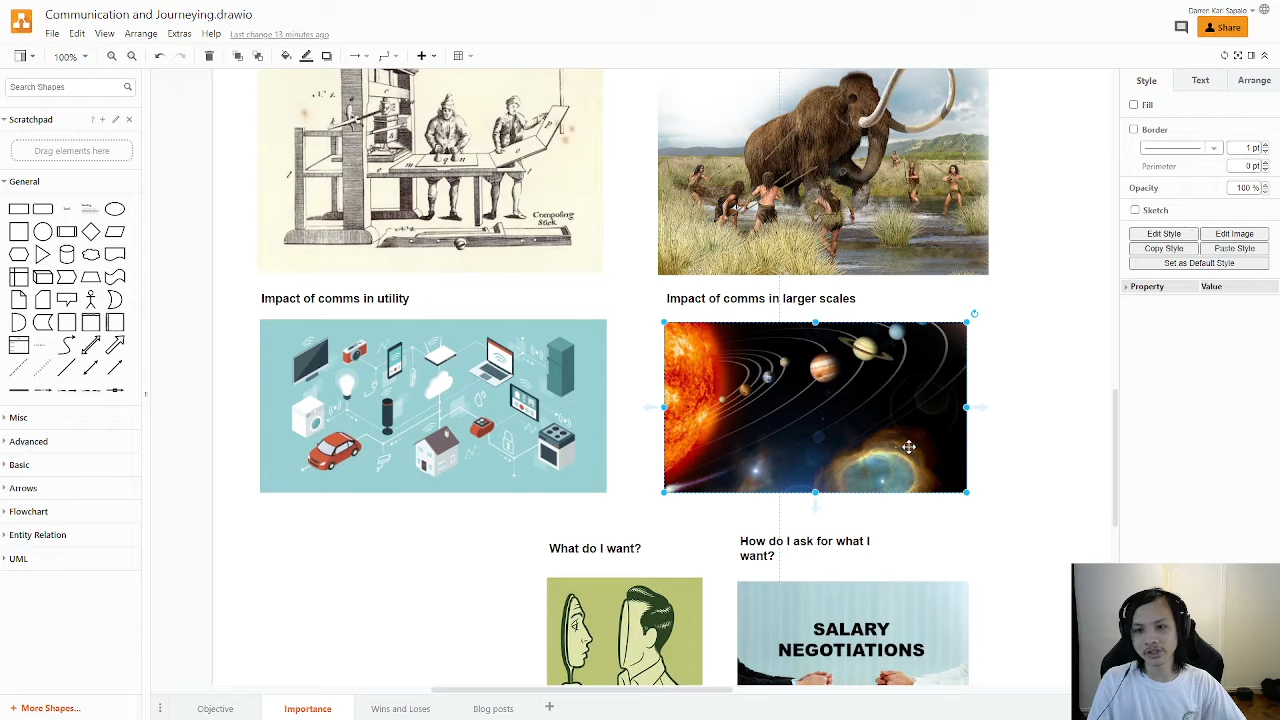 Communication and Journeying.drawio
Darren Karl Sapalo
File Edit View Arrange Extras Help Last change 13 minutes ago
Share
100%
Search Shapes
Scratchpad
Drag elements here
General
Misc
Advanced
Basic
Arrows
Flowchart
Entity Relation
UML
+ More Shapes...
Composing
Stick
Impact of comms in utility
Impact of comms in larger scales
What do I want?
How do I ask for what I
want?
SALARY
NEGOTIATIONS
Style Text Arrange
Fill
Border
1 pt
Perimeter 0 pt
Opacity 100 %
Sketch
Edit Style Edit Image
Copy Style Paste Style
Set as Default Style
Property Value
Objective Importance Wins and Loses Blog posts